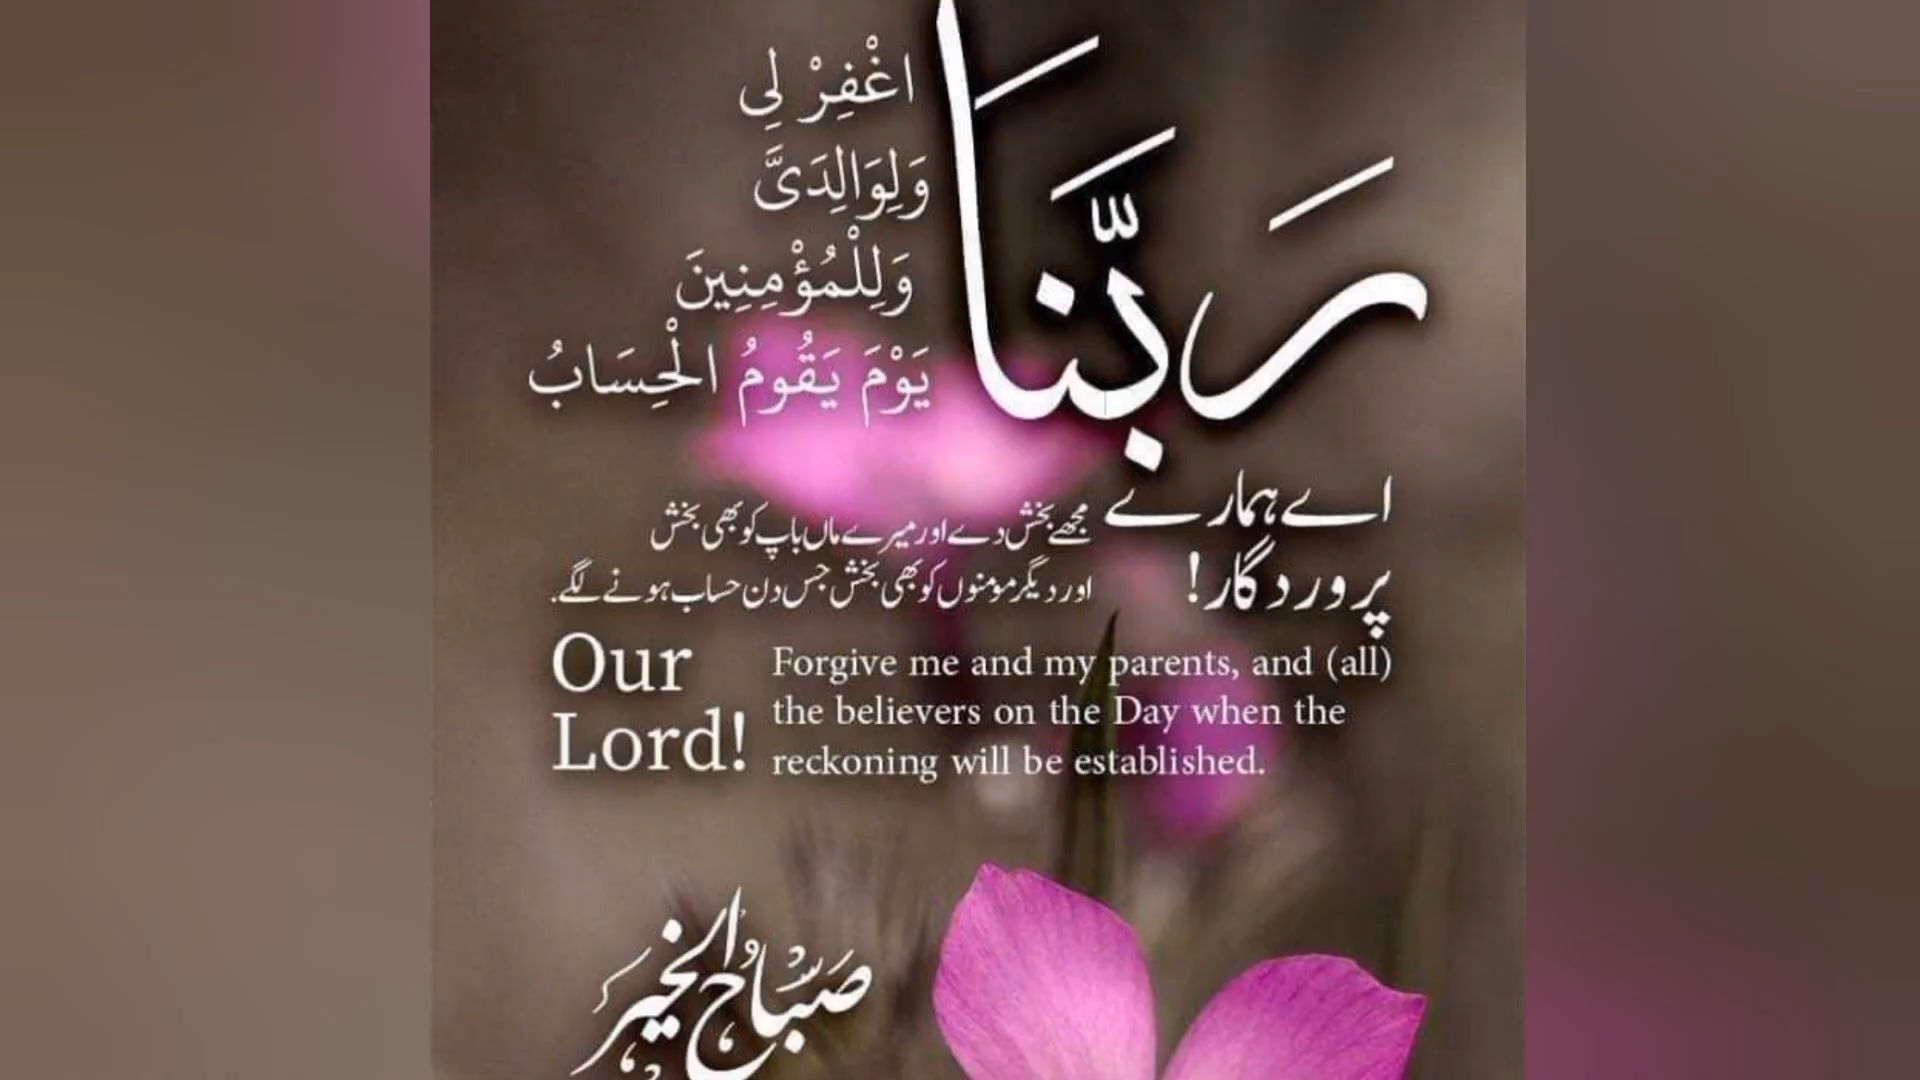 رَبَّنَا
اغْفِرْ لِی
وَلِوَالِدَیَّ
وَلِلْمُؤْمِنِينَ
يَوْمَ يَقُومُ الْحِسَابُ
اے ہمارے
پروردگار!
مجھے بخش دے اور میرے ماں باپ کو بھی بخش
اور دیگر مومنوں کو بھی بخش جس دن حساب ہونے لگے.
Our
Lord!
Forgive me and my parents, and (all)
the believers on the Day when the
reckoning will be established.
صَبَاحُ الخير